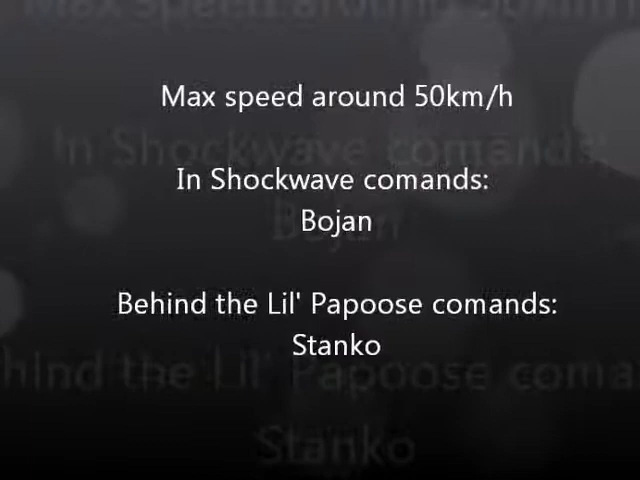 Max speed around 50km/h
In Shockwave comands:
Bojan
Behind the Lil' Papoose comands:
Stanko